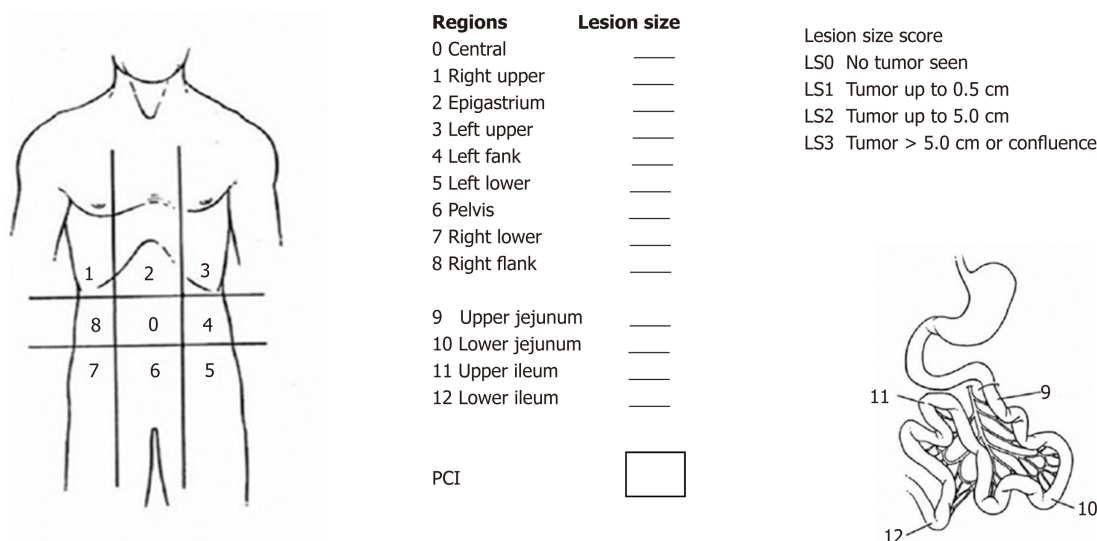 Regions Lesion size
0 Central
1 Right upper
2 Epigastrium
3 Left upper
4 Left fank
5 Left lower
6 Pelvis
7 Right lower
8 Right flank
9 Upper jejunum
10 Lower jejunum
11 Upper ileum
12 Lower ileum
PCI
Lesion size score
LS0 No tumor seen
LS1 Tumor up to 0.5 cm
LS2 Tumor up to 5.0 cm
LS3 Tumor > 5.0 cm or confluence
1 2 3
8 0 4
7 6 5
11 9
10
12